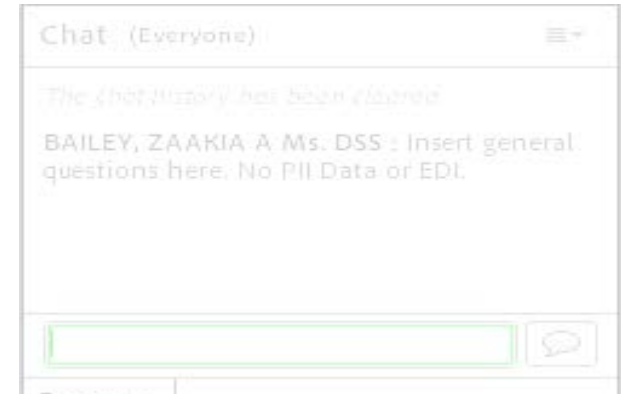 Chat (Everyone)
The chat history has been cleared
BAILEY, ZAAKIA A Ms. DSS : Insert general
questions here. No PII Data or EDI.